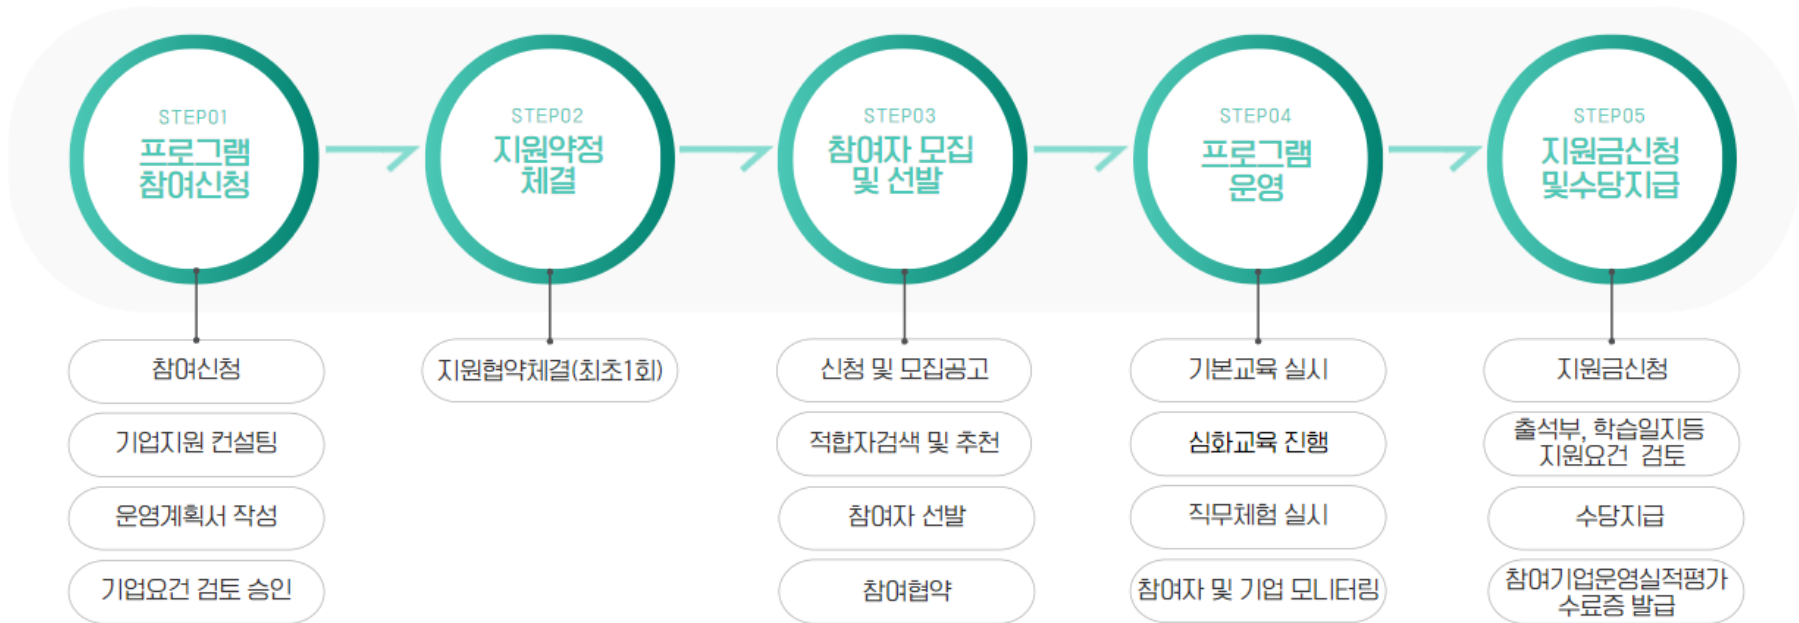 STEP01
프로그램
참여신청
STEP02
지원약정
체결
STEP03
참여자 모집
및 선발
STEP04
프로그램
운영
STEP05
지원금신청
및수당지급
참여신청
기업지원 컨설팅
운영계획서 작성
기업요건 검토 승인
지원협약체결(최초1회)
신청 및 모집공고
적합자검색 및 추천
참여자 선발
참여협약
기본교육 실시
심화교육 진행
직무체험 실시
참여자 및 기업 모니터링
지원금신청
출석부, 학습일지등
지원요건 검토
수당지급
참여기업운영실적평가
수료증 발급